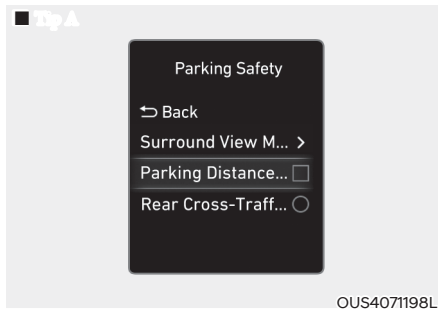 Parking Safety
Back
Surround View M...
Parking Distance...
Rear Cross-Traff...
OUS4071198L